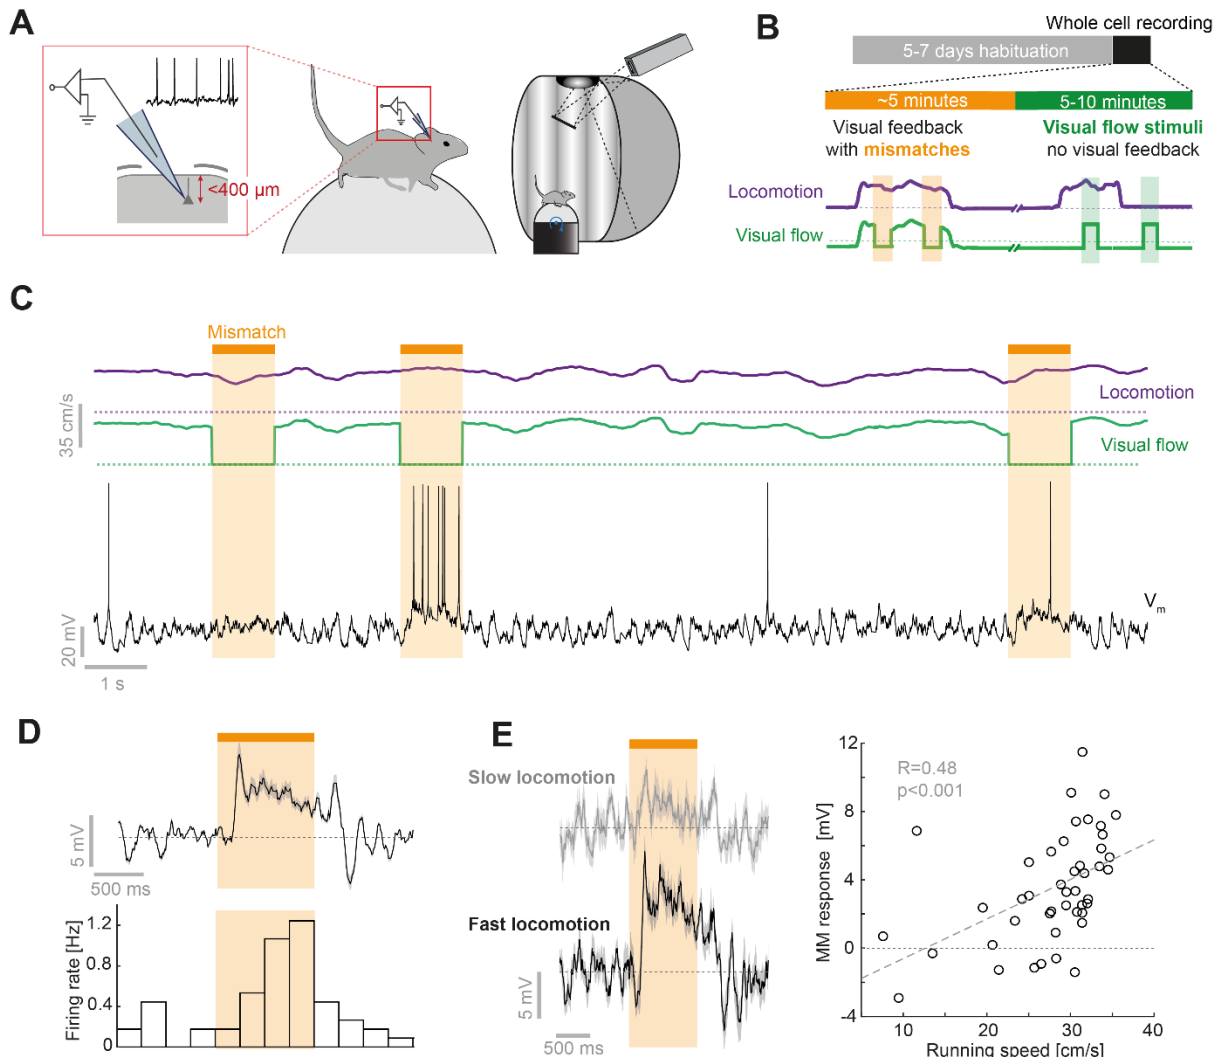 A
<400 µm
B
Whole cell recording
5-7 days habituation
~5 minutes
5-10 minutes
Visual feedback
with mismatches
Visual flow stimuli
no visual feedback
Locomotion
Visual flow
C
Mismatch
Locomotion
35 cm/s
Visual flow
Vm
20 mV
1 s
D
5 mV
500 ms
Firing rate [Hz]
1.2
0.8
0.4
0
E
Slow locomotion
Fast locomotion
5 mV
500 ms
MM response [mV]
12
8
4
0
-4
R=0.48
p<0.001
10
20
30
40
Running speed [cm/s]